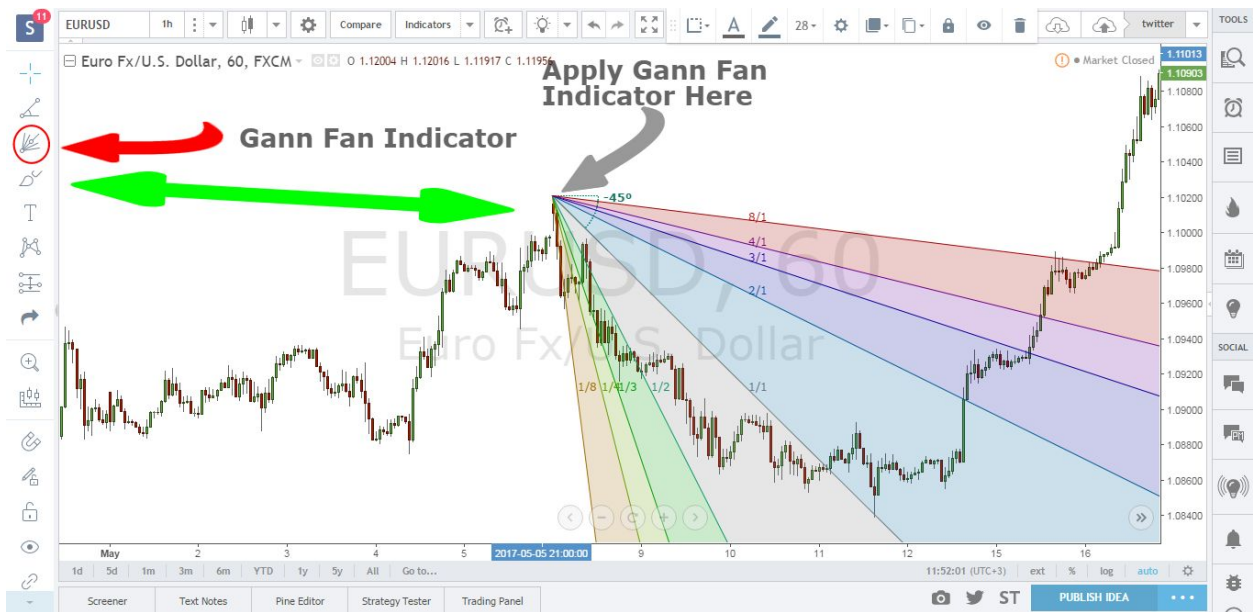 11
S
EURUSD 1h Compare Indicators 28 twitter TOOLS
Euro Fx/U.S. Dollar, 60, FXCM O 1.12004 H 1.12016 L 1.11917 C 1.11956
Market Closed
Apply Gann Fan
Indicator Here
Gann Fan Indicator
-45º
EURUSD, 60
Euro Fx/U.S. Dollar
8/1
4/1
3/1
2/1
1/1
1/8 1/4 1/3 1/2
1.11013
1.10903
1.10800
1.10600
1.10400
1.10200
1.10000
1.09800
1.09600
1.09400
1.09200
1.09000
1.08800
1.08600
1.08400
SOCIAL
May 2 3 4 5 2017-05-05 21:00:00 9 10 11 12 15 16
1d 5d 1m 3m 6m YTD 1y 5y All Go to... 11:52:01 (UTC+3) ext % log auto
Screener Text Notes Pine Editor Strategy Tester Trading Panel ST PUBLISH IDEA